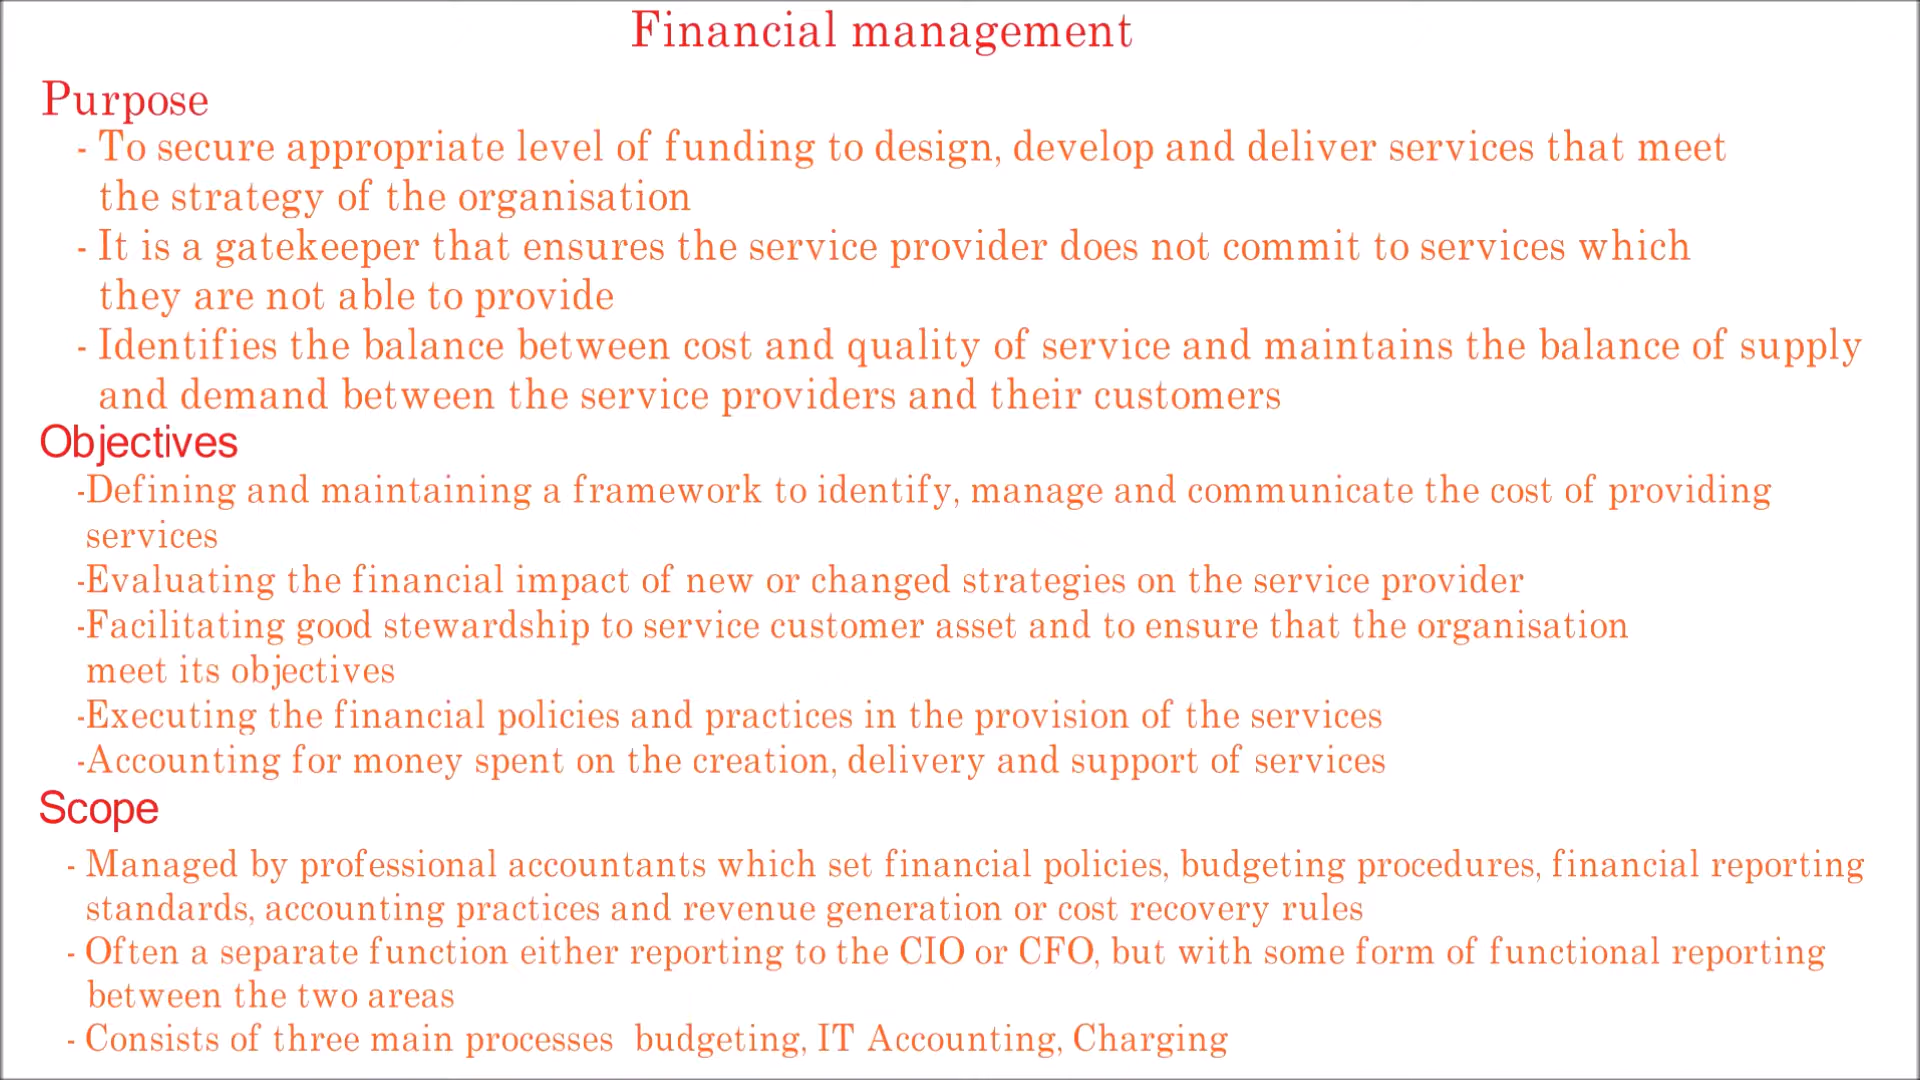 Financial management
Purpose
- To secure appropriate level of funding to design, develop and deliver services that meet
the strategy of the organisation
- It is a gatekeeper that ensures the service provider does not commit to services which
they are not able to provide
- Identifies the balance between cost and quality of service and maintains the balance of supply
and demand between the service providers and their customers
Objectives
-Defining and maintaining a framework to identify, manage and communicate the cost of providing
services
-Evaluating the financial impact of new or changed strategies on the service provider
-Facilitating good stewardship to service customer asset and to ensure that the organisation
meet its objectives
-Executing the financial policies and practices in the provision of the services
-Accounting for money spent on the creation, delivery and support of services
Scope
- Managed by professional accountants which set financial policies, budgeting procedures, financial reporting
standards, accounting practices and revenue generation or cost recovery rules
- Often a separate function either reporting to the CIO or CFO, but with some form of functional reporting
between the two areas
- Consists of three main processes budgeting, IT Accounting, Charging